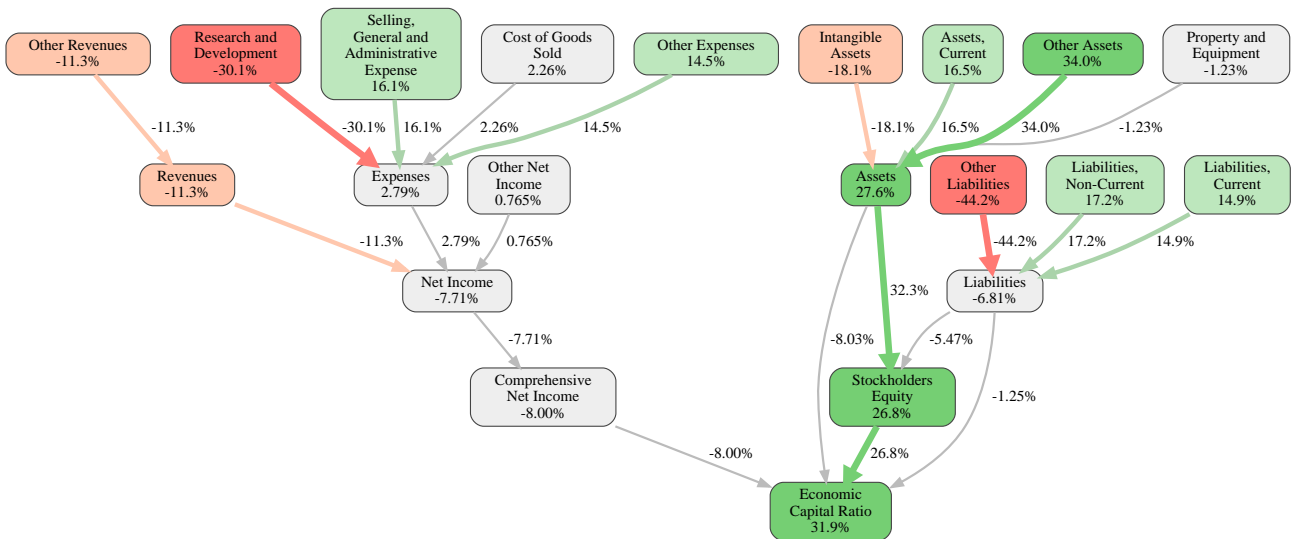 Other Revenues
-11.3%
Research and
Development
-30.1%
Selling,
General and
Administrative
Expense
16.1%
Cost of Goods
Sold
2.26%
Other Expenses
14.5%
Intangible
Assets
-18.1%
Assets,
Current
16.5%
Other Assets
34.0%
Property and
Equipment
-1.23%
-11.3%
-30.1%
16.1%
2.26%
14.5%
-18.1%
16.5%
34.0%
-1.23%
Revenues
-11.3%
Expenses
2.79%
Other Net
Income
0.765%
Assets
27.6%
Other
Liabilities
-44.2%
Liabilities,
Non-Current
17.2%
Liabilities,
Current
14.9%
-11.3%
2.79%
0.765%
-44.2%
17.2%
14.9%
Net Income
-7.71%
32.3%
Liabilities
-6.81%
-7.71%
-8.03%
-5.47%
Comprehensive
Net Income
-8.00%
Stockholders
Equity
26.8%
-1.25%
-8.00%
26.8%
Economic
Capital Ratio
31.9%